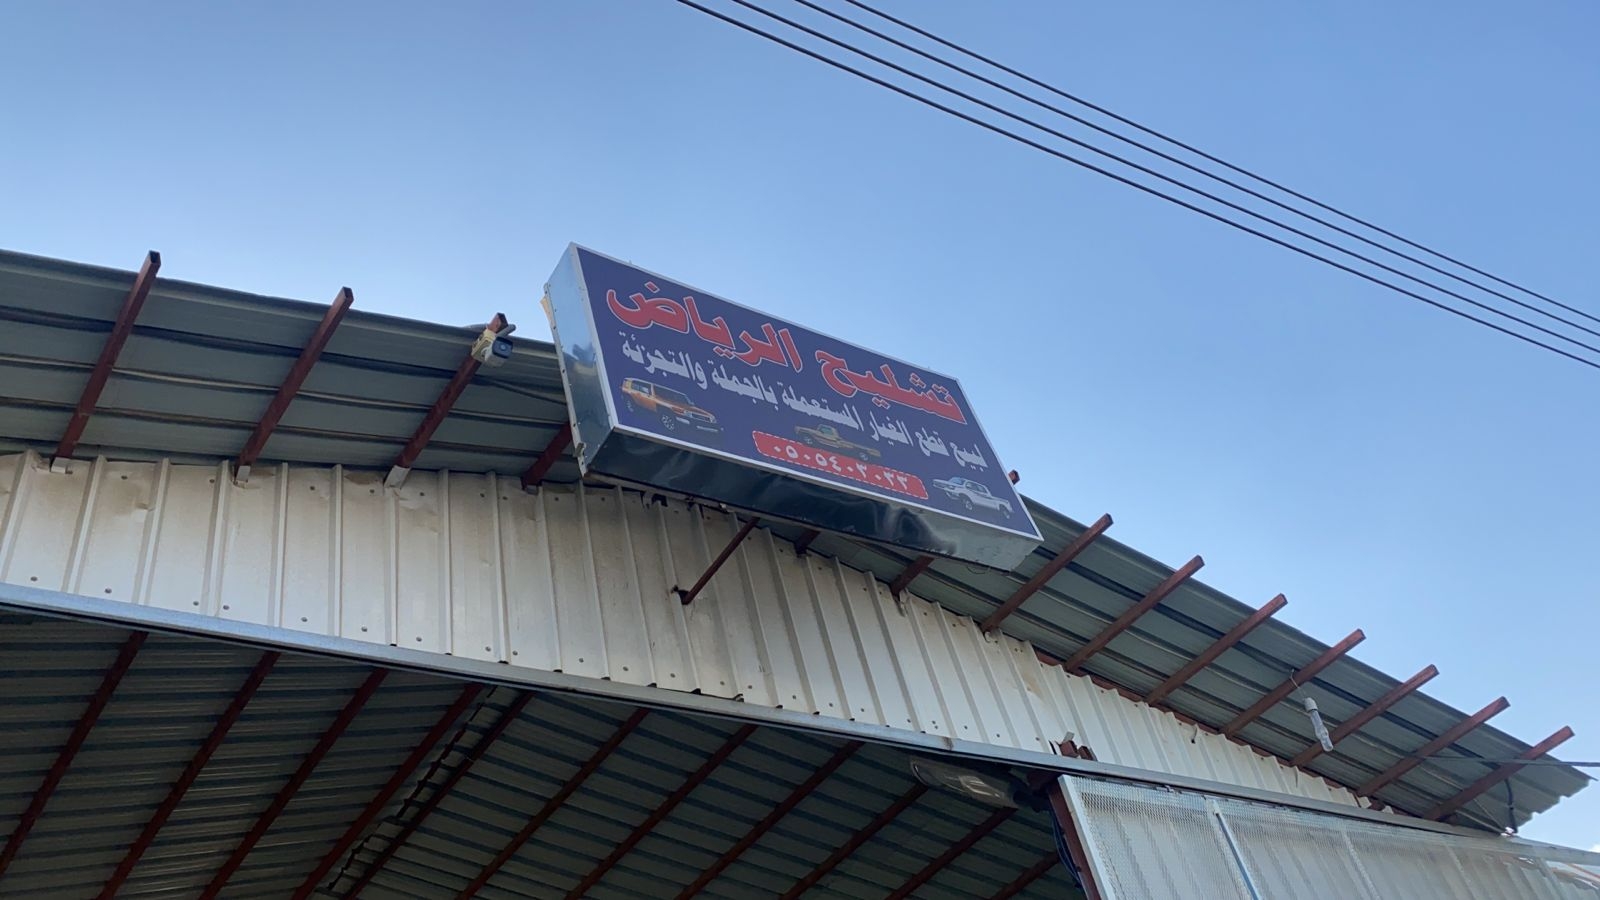 تشليح الرياض
لبيع قطع الغيار المستعملة بالجملة والتجزئة
٠٥٠٥٤٠٣٠٣٣